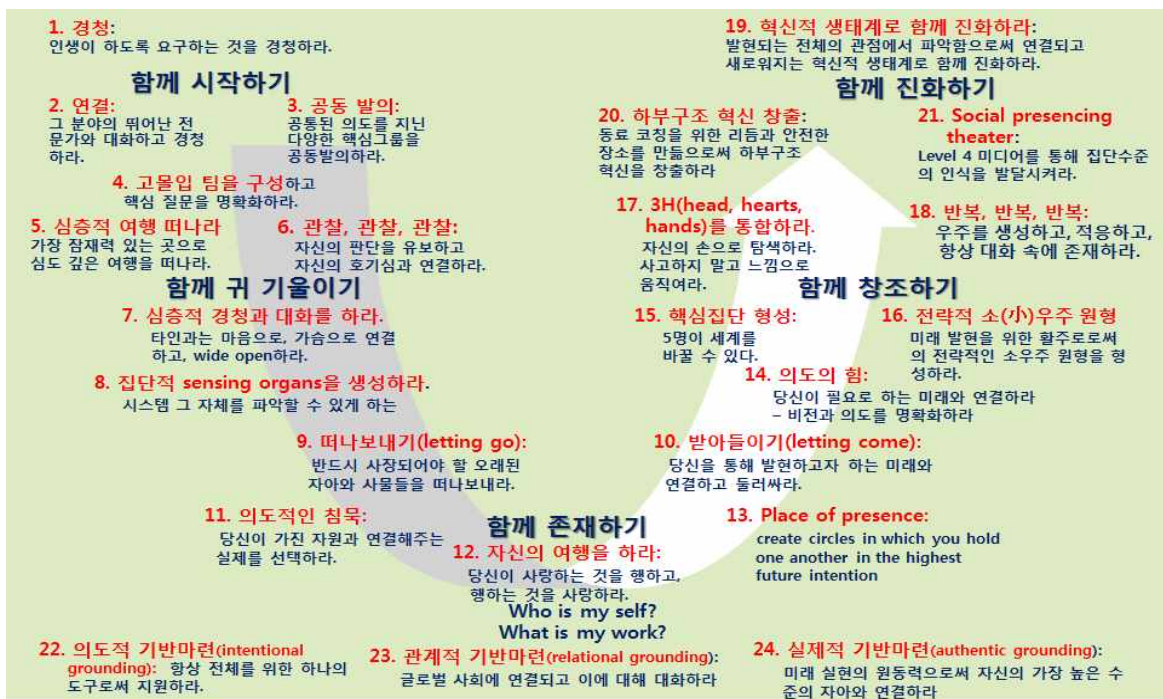 1. 경청:
인생이 하도록 요구하는 것을 경청하라.
함께 시작하기
2. 연결:
그 분야의 뛰어난 전
문가와 대화하고 경청
하라.
3. 공동 발의:
공통된 의도를 지닌
다양한 핵심그룹을
공동발의하라.
4. 고몰입 팀을 구성하고
핵심 질문을 명확화하라.
5. 심층적 여행 떠나라
가장 잠재력 있는 곳으로
심도 깊은 여행을 떠나라.
6. 관찰, 관찰, 관찰:
자신의 판단을 유보하고
자신의 호기심과 연결하라.
함께 귀 기울이기
7. 심층적 경청과 대화를 하라.
타인과는 마음으로, 가슴으로 연결
하고, wide open하라.
8. 집단적 sensing organs을 생성하라.
시스템 그 자체를 파악할 수 있게 하는
9. 떠나보내기(letting go):
반드시 사장되어야 할 오래된
자아와 사물들을 떠나보내라.
10. 받아들이기(letting come):
당신을 통해 발현하고자 하는 미래와
연결하고 둘러싸라.
11. 의도적인 침묵:
당신이 가진 자원과 연결해주는
실제를 선택하라.
함께 존재하기
12. 자신의 여행을 하라:
당신이 사랑하는 것을 행하고,
행하는 것을 사랑하라.
Who is my self?
What is my work?
13. Place of presence:
create circles in which you hold
one another in the highest
future intention
14. 의도의 힘:
당신이 필요로 하는 미래와 연결하라
– 비전과 의도를 명확화하라
15. 핵심집단 형성:
5명이 세계를
바꿀 수 있다.
16. 전략적 소(小)우주 원형
미래 발현을 위한 활주로로써
의 전략적인 소우주 원형을 형
성하라.
함께 창조하기
17. 3H(head, hearts,
hands)를 통합하라.
자신의 손으로 탐색하라.
사고하지 말고 느낌으로
움직여라.
18. 반복, 반복, 반복:
우주를 생성하고, 적응하고,
항상 대화 속에 존재하라.
19. 혁신적 생태계로 함께 진화하라:
발현되는 전체의 관점에서 파악함으로써 연결되고
새로워지는 혁신적 생태계로 함께 진화하라.
함께 진화하기
20. 하부구조 혁신 창출:
동료 코칭을 위한 리듬과 안전한
장소를 만듦으로써 하부구조
혁신을 창출하라
21. Social presencing
theater:
Level 4 미디어를 통해 집단수준
의 인식을 발달시켜라.
22. 의도적 기반마련(intentional
grounding): 항상 전체를 위한 하나의
도구로써 지원하라.
23. 관계적 기반마련(relational grounding):
글로벌 사회에 연결되고 이에 대해 대화하라
24. 실제적 기반마련(authentic grounding):
미래 실현의 원동력으로써 자신의 가장 높은 수
준의 자아와 연결하라